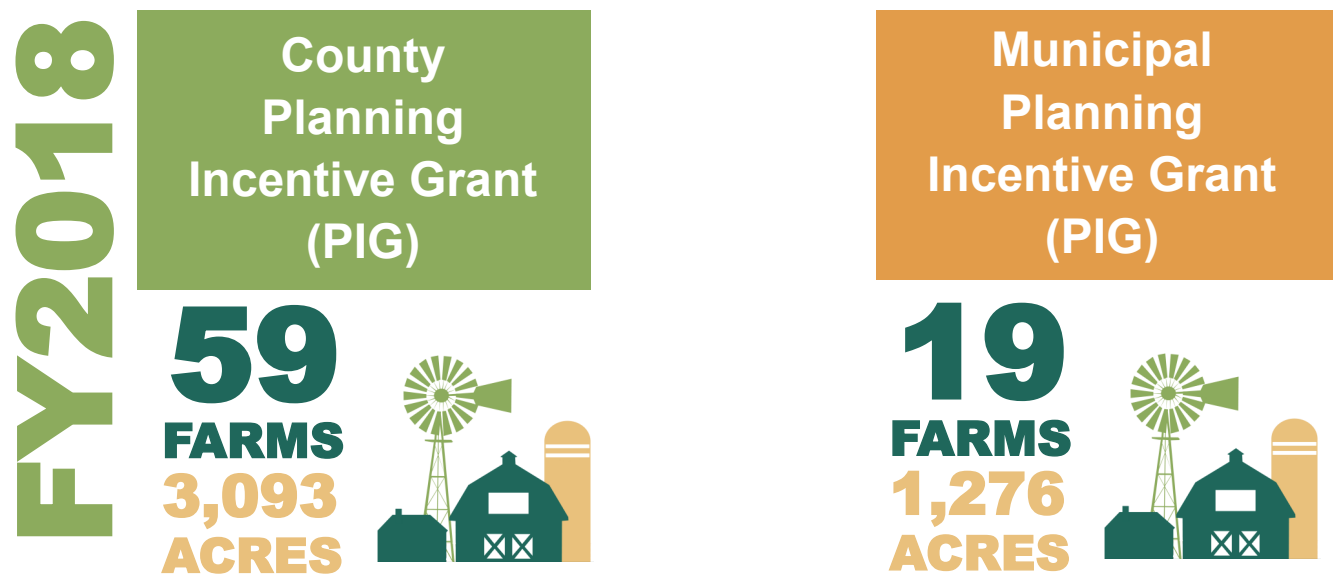 FY2018
County
Planning
Incentive Grant
(PIG)
59
FARMS
3,093
ACRES
Municipal
Planning
Incentive Grant
(PIG)
19
FARMS
1,276
ACRES